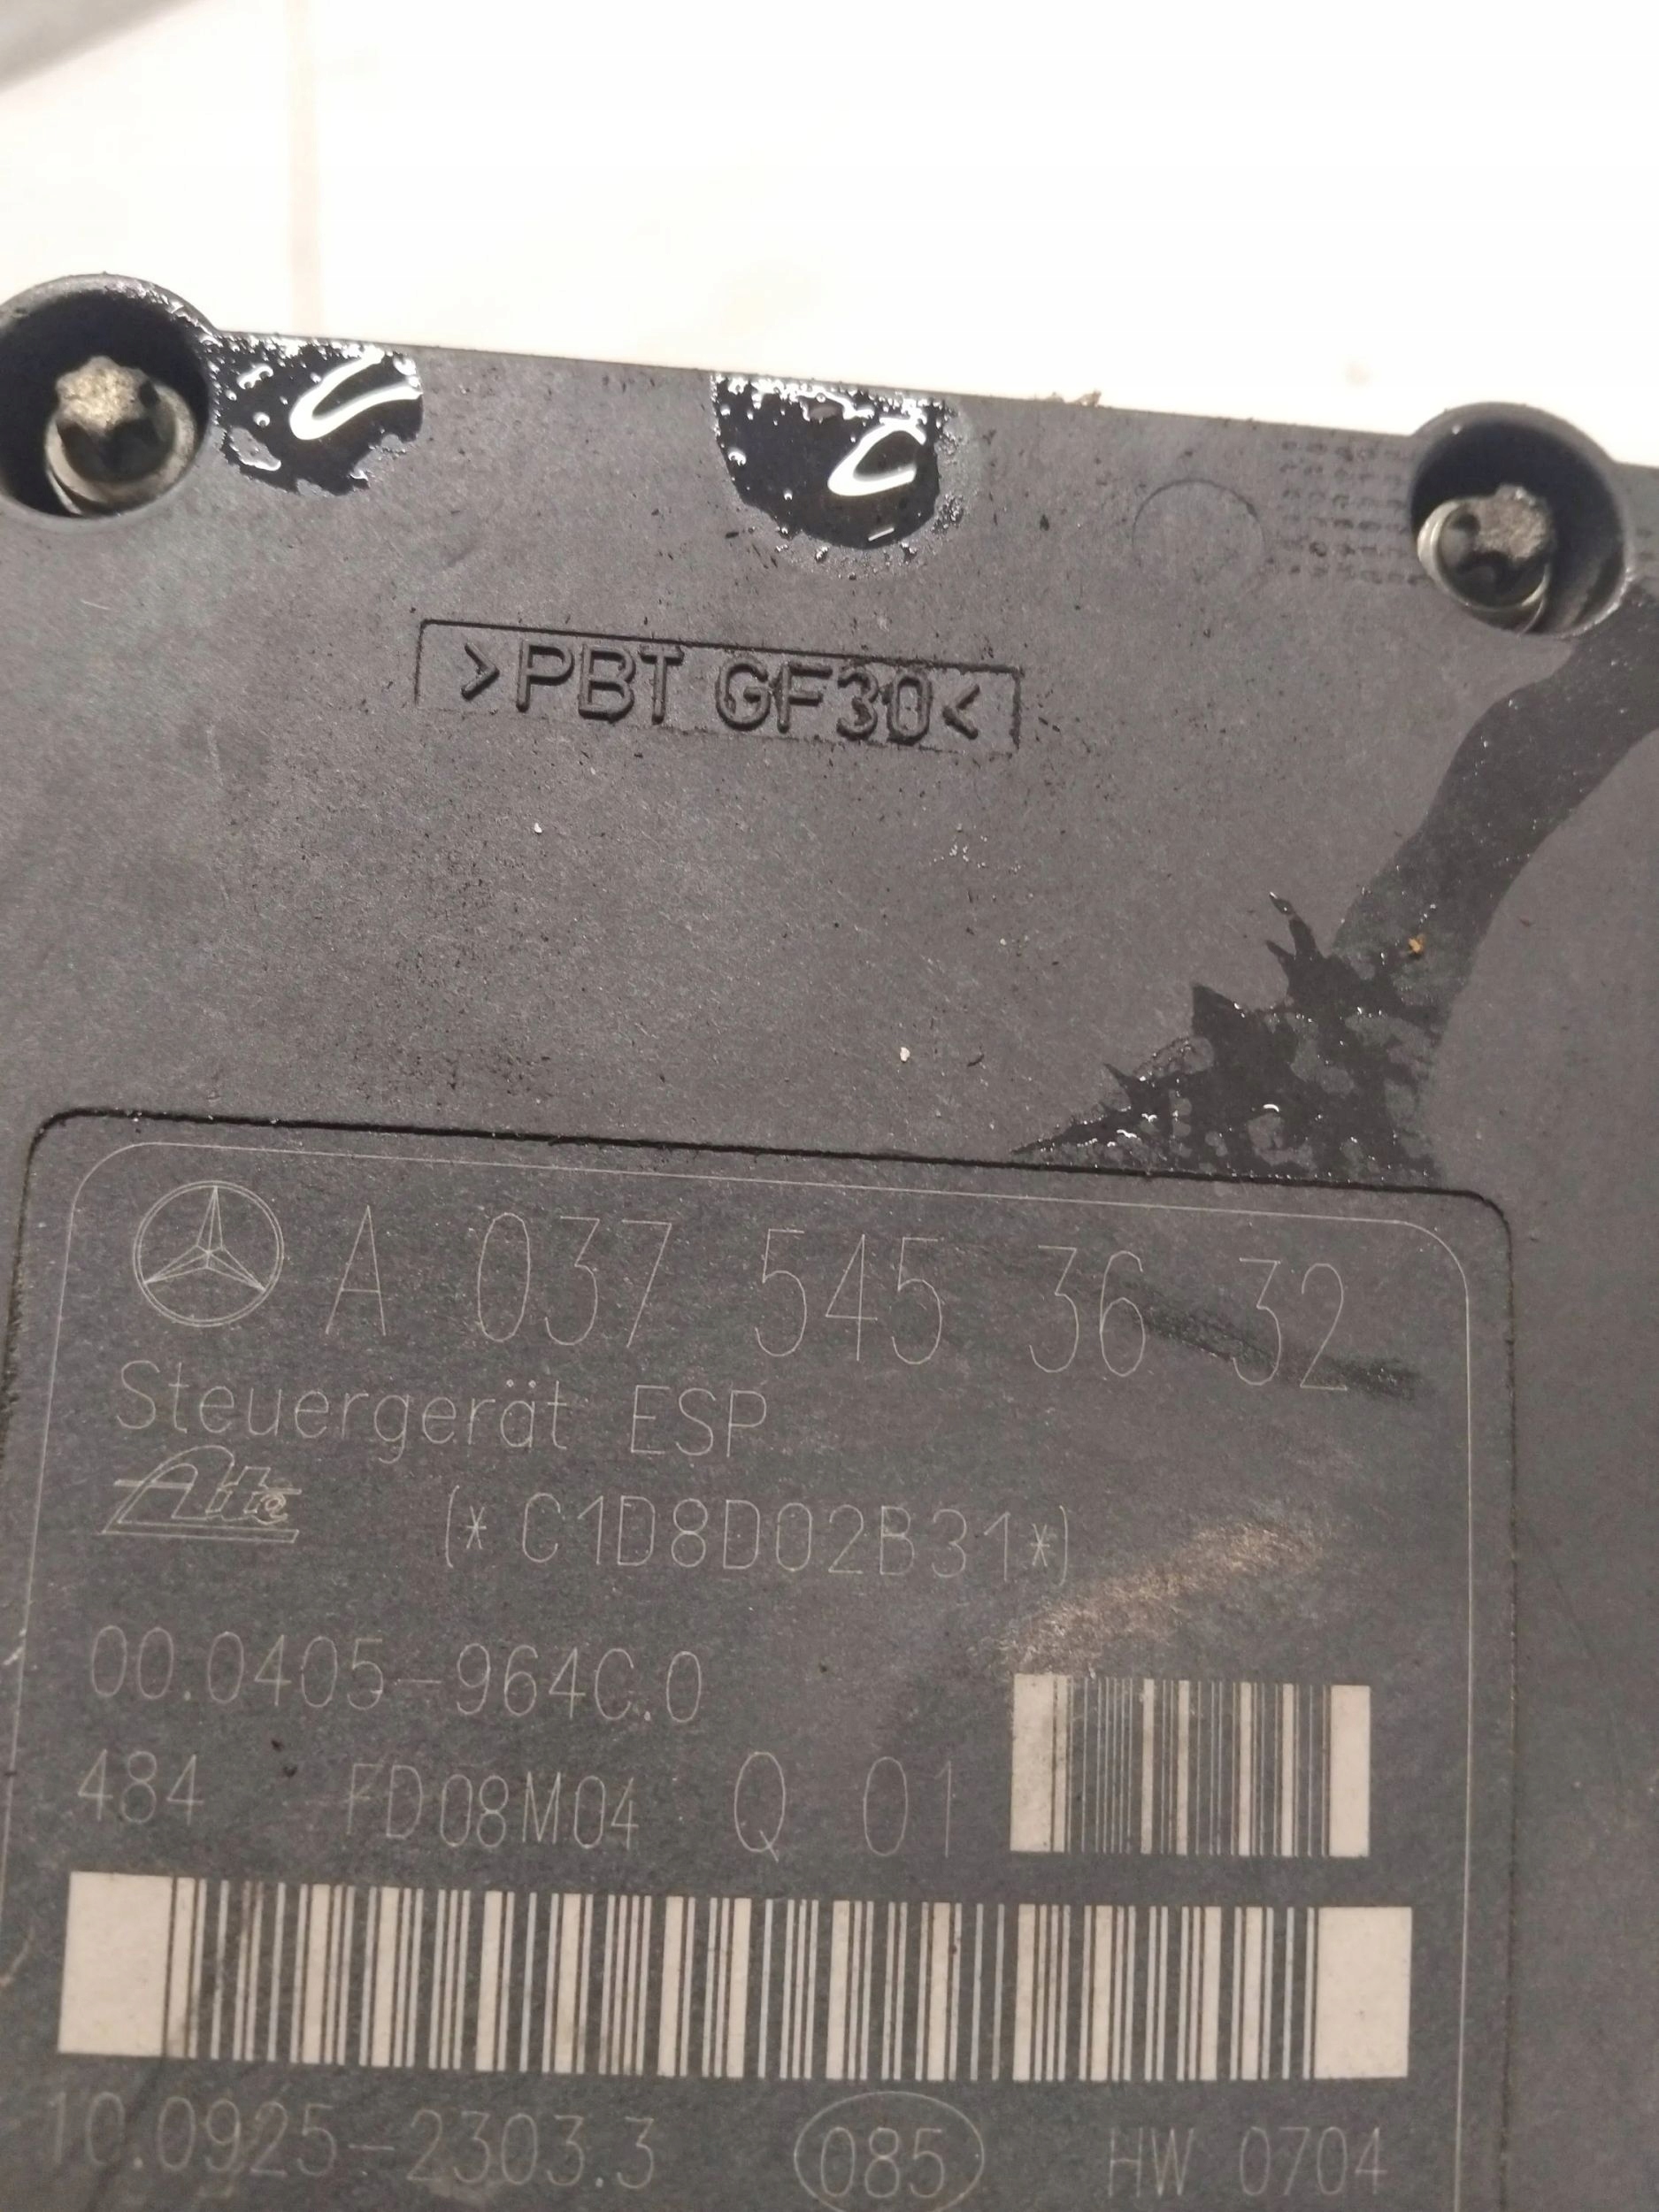 >PBT GF30<
A 037 545 36 32
Steuergerät ESP
Ate
(* C1D8D02B31*)
00.0405-964C.0
484 FD08M04 Q 01
10.0925-2303.3 085 HW 0704